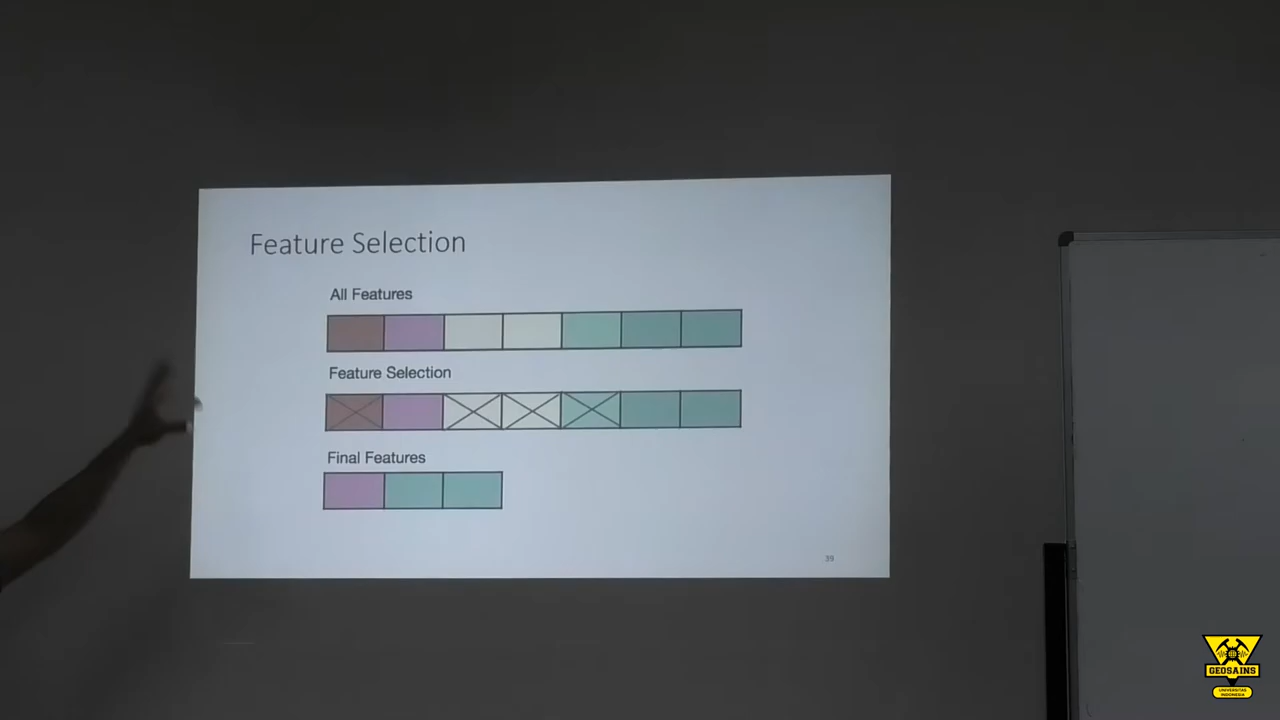 Feature Selection
All Features
Feature Selection
Final Features
39
GEOSAINS
UNIVERSITAS
INDONESIA